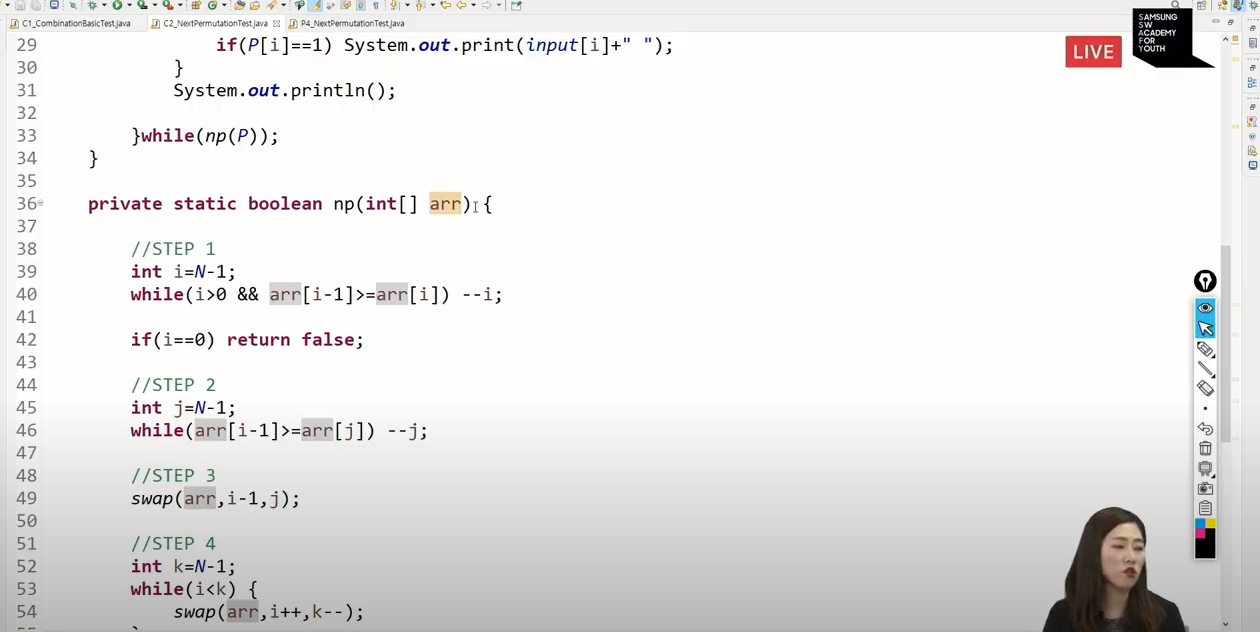 C1_CombinationBasicTest.java
C2_NextPermutationTest.java
P4_NextPermutationTest.java
SAMSUNG
SW
ACADEMY
FOR
YOUTH
LIVE
29 if(P[i]==1) System.out.print(input[i]+" ");
30 }
31 System.out.println();
32
33 }while(np(P));
34 }
35
36 private static boolean np(int[] arr) {
37
38 //STEP 1
39 int i=N-1;
40 while(i>0 && arr[i-1]>=arr[i]) --i;
41
42 if(i==0) return false;
43
44 //STEP 2
45 int j=N-1;
46 while(arr[i-1]>=arr[j]) --j;
47
48 //STEP 3
49 swap(arr,i-1,j);
50
51 //STEP 4
52 int k=N-1;
53 while(i<k) {
54 swap(arr,i++,k--);